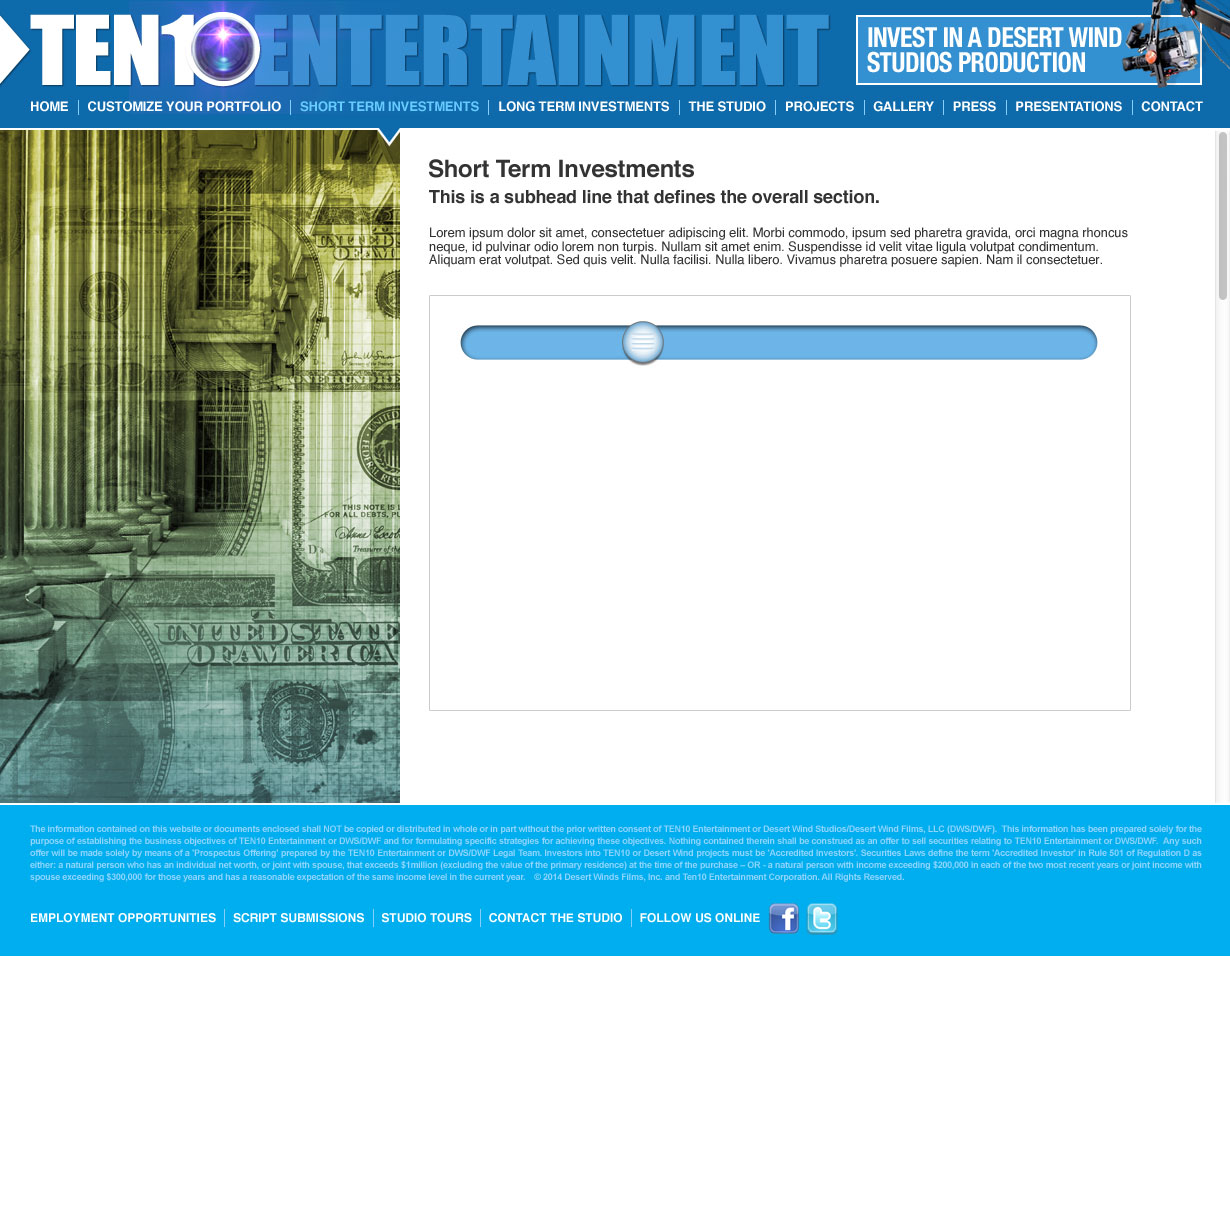 TEN10 ENTERTAINMENT
INVEST IN A DESERT WIND
STUDIOS PRODUCTION
HOME CUSTOMIZE YOUR PORTFOLIO SHORT TERM INVESTMENTS LONG TERM INVESTMENTS THE STUDIO PROJECTS GALLERY PRESS PRESENTATIONS CONTACT
Short Term Investments
This is a subhead line that defines the overall section.
Lorem ipsum dolor sit amet, consectetuer adipiscing elit. Morbi commodo, ipsum sed pharetra gravida, orci magna rhoncus
neque, id pulvinar odio lorem non turpis. Nullam sit amet enim. Suspendisse id velit vitae ligula volutpat condimentum.
Aliquam erat volutpat. Sed quis velit. Nulla facilisi. Nulla libero. Vivamus pharetra posuere sapien. Nam il consectetuer.
UNITED
THIS NOTE IS
FOR ALL DEBTS,
Treasurer of the
UNITED STATES
OF AMERICA
The information contained on this website or documents enclosed shall NOT be copied or distributed in whole or in part without the prior written consent of TEN10 Entertainment or Desert Wind Studios/Desert Wind Films, LLC (DWS/DWF). This information has been prepared solely for the
purpose of establishing the business objectives of TEN10 Entertainment or DWS/DWF and for formulating specific strategies for achieving these objectives. Nothing contained therein shall be construed as an offer to sell securities relating to TEN10 Entertainment or DWS/DWF. Any such
offer will be made solely by means of a 'Prospectus Offering' prepared by the TEN10 Entertainment or DWS/DWF Legal Team. Investors into TEN10 or Desert Wind projects must be 'Accredited Investors'. Securities Laws define the term 'Accredited Investor' in Rule 501 of Regulation D as
either: a natural person who has an individual net worth, or joint with spouse, that exceeds $1million (excluding the value of the primary residence) at the time of the purchase – OR - a natural person with income exceeding $200,000 in each of the two most recent years or joint income with
spouse exceeding $300,000 for those years and has a reasonable expectation of the same income level in the current year. © 2014 Desert Winds Films, Inc. and Ten10 Entertainment Corporation. All Rights Reserved.
EMPLOYMENT OPPORTUNITIES SCRIPT SUBMISSIONS STUDIO TOURS CONTACT THE STUDIO FOLLOW US ONLINE